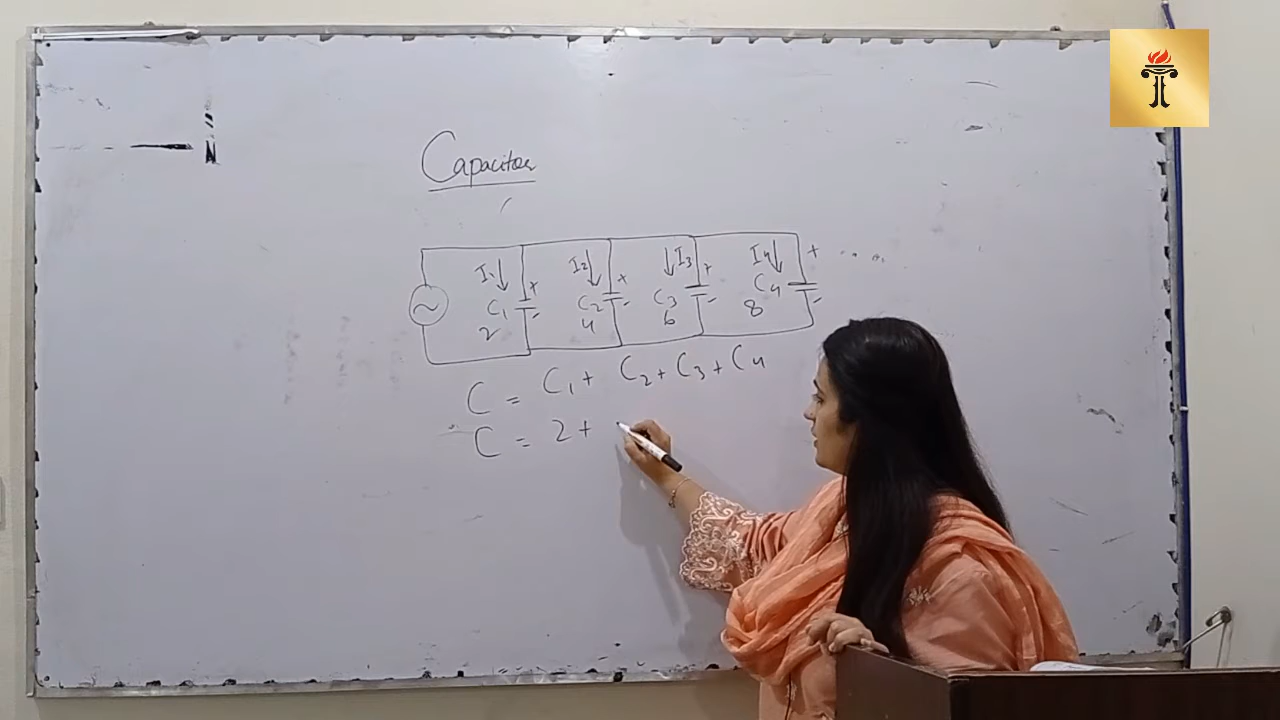 Capacitor
I1 I2 I3 I4
+ + + +
C1 C2 C3 C4
- - - -
2 4 6 8
C = C1 + C2 + C3 + C4
C = 2 +